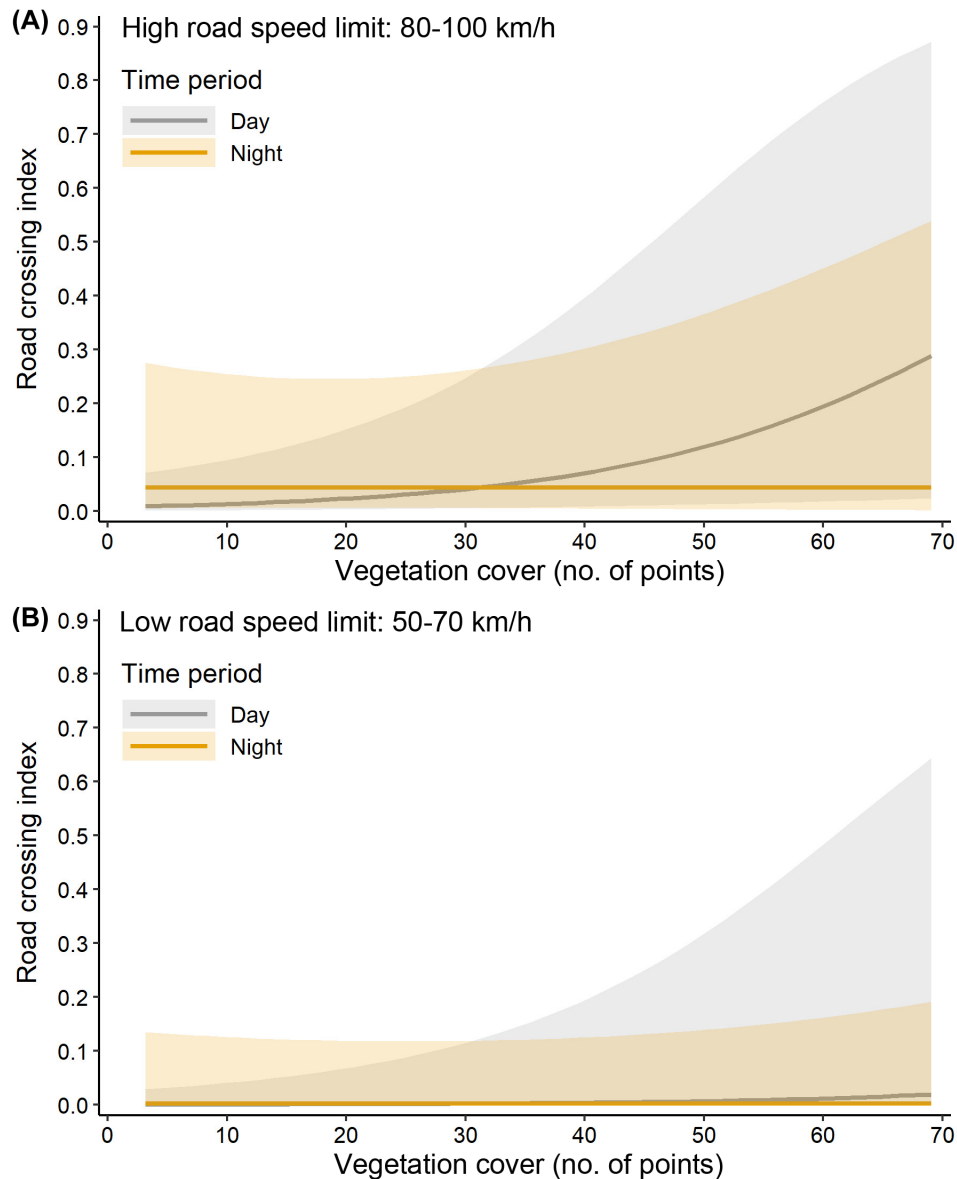 (A)
High road speed limit: 80-100 km/h
Time period
Day
Night
Road crossing index
0.9
0.8
0.7
0.6
0.5
0.4
0.3
0.2
0.1
0.0
0 10 20 30 40 50 60 70
Vegetation cover (no. of points)
(B)
Low road speed limit: 50-70 km/h
Time period
Day
Night
Road crossing index
0.9
0.8
0.7
0.6
0.5
0.4
0.3
0.2
0.1
0.0
0 10 20 30 40 50 60 70
Vegetation cover (no. of points)